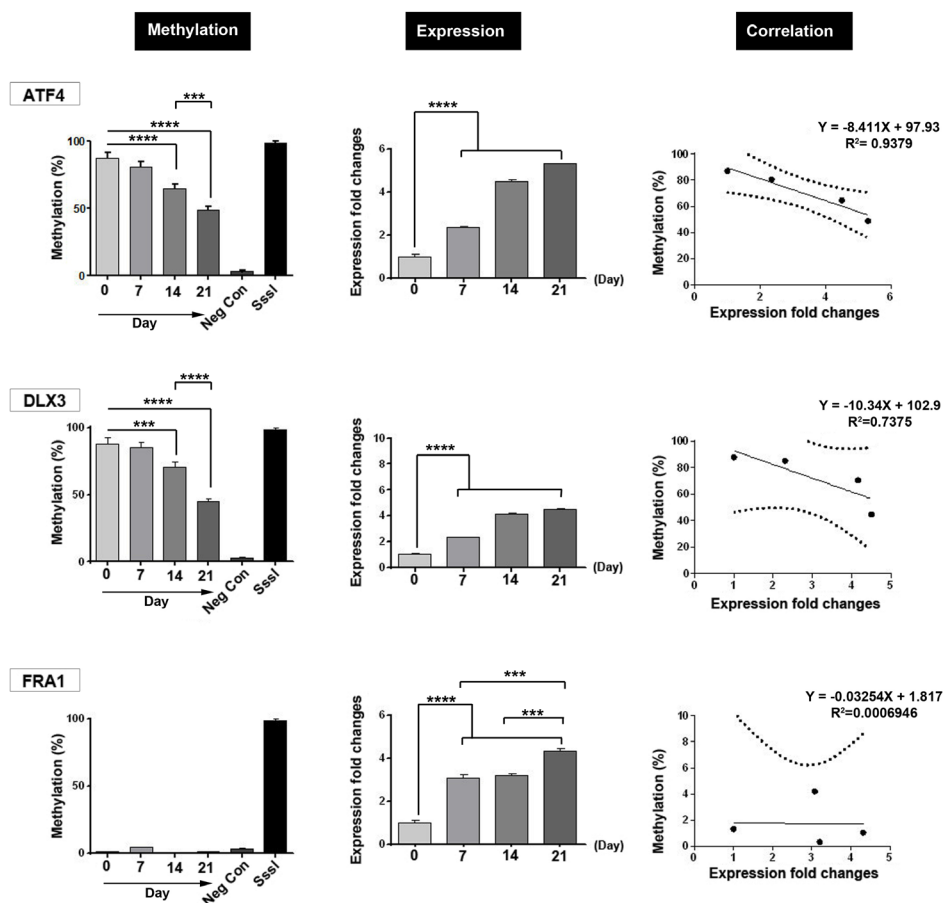 Methylation
Expression
Correlation
ATF4
***
****
****
100
50
0
Methylation (%)
0 7 14 21 Neg Con SssI
Day
****
6
4
2
0
Expression fold changes
0 7 14 21 (Day)
Y = -8.411X + 97.93
R²= 0.9379
100
80
60
40
20
0
Methylation (%)
0 2 4 6
Expression fold changes
DLX3
****
****
***
100
50
0
Methylation (%)
0 7 14 21 Neg Con SssI
Day
****
10
8
6
4
2
0
Expression fold changes
0 7 14 21 (Day)
Y = -10.34X + 102.9
R²=0.7375
100
80
60
40
20
0
Methylation (%)
0 1 2 3 4 5
Expression fold changes
FRA1
100
50
0
Methylation (%)
0 7 14 21 Neg Con SssI
Day
***
****
***
6
4
2
0
Expression fold changes
0 7 14 21 (Day)
Y = -0.03254X + 1.817
R²=0.0006946
10
8
6
4
2
0
Methylation (%)
0 1 2 3 4 5
Expression fold changes